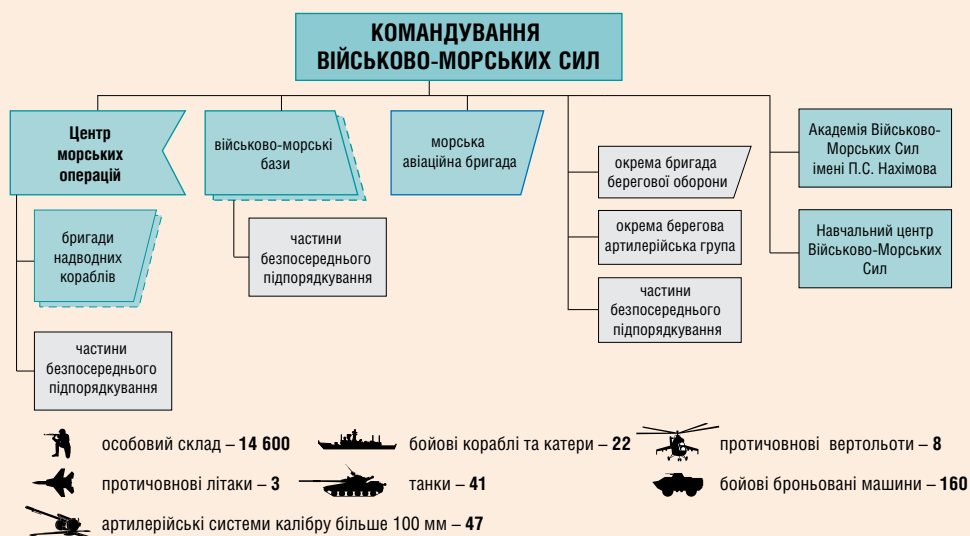 КОМАНДУВАННЯ
ВІЙСЬКОВО-МОРСЬКИХ СИЛ
Центр
морських
операцій
бригади
надводних
кораблів
частини
безпосереднього
підпорядкування
військово-морські
бази
частини
безпосереднього
підпорядкування
морська
авіаційна бригада
окрема бригада
берегової оборони
окрема берегова
артилерійська група
частини
безпосереднього
підпорядкування
Академія Військово-
Морських Сил
імені П.С. Нахімова
Навчальний центр
Військово-Морських
Сил
особовий склад – 14 600
бойові кораблі та катери – 22
протичовнові вертольоти – 8
протичовнові літаки – 3
танки – 41
бойові броньовані машини – 160
артилерійські системи калібру більше 100 мм – 47